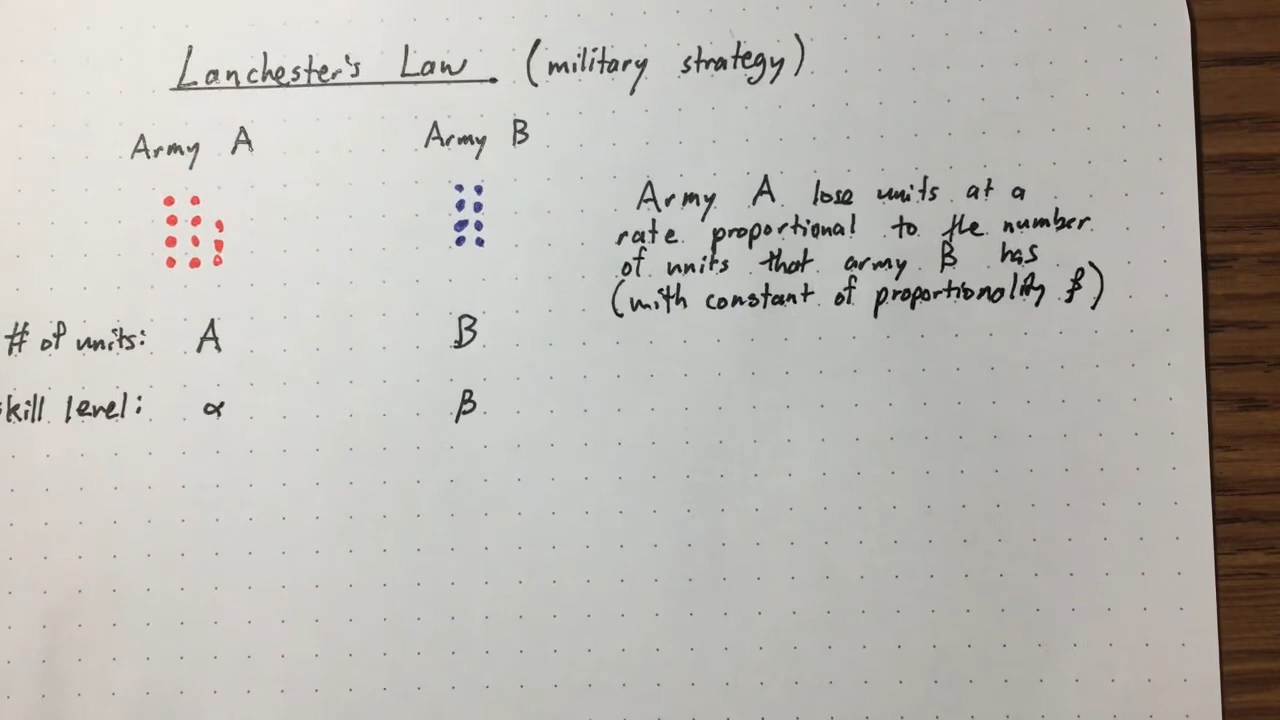 Lanchester's Law (military strategy)
Army A Army B
Army A lose units at a
rate proportional to the number
of units that army B has
(with constant of proportionality β)
# of units: A B
skill level: α β